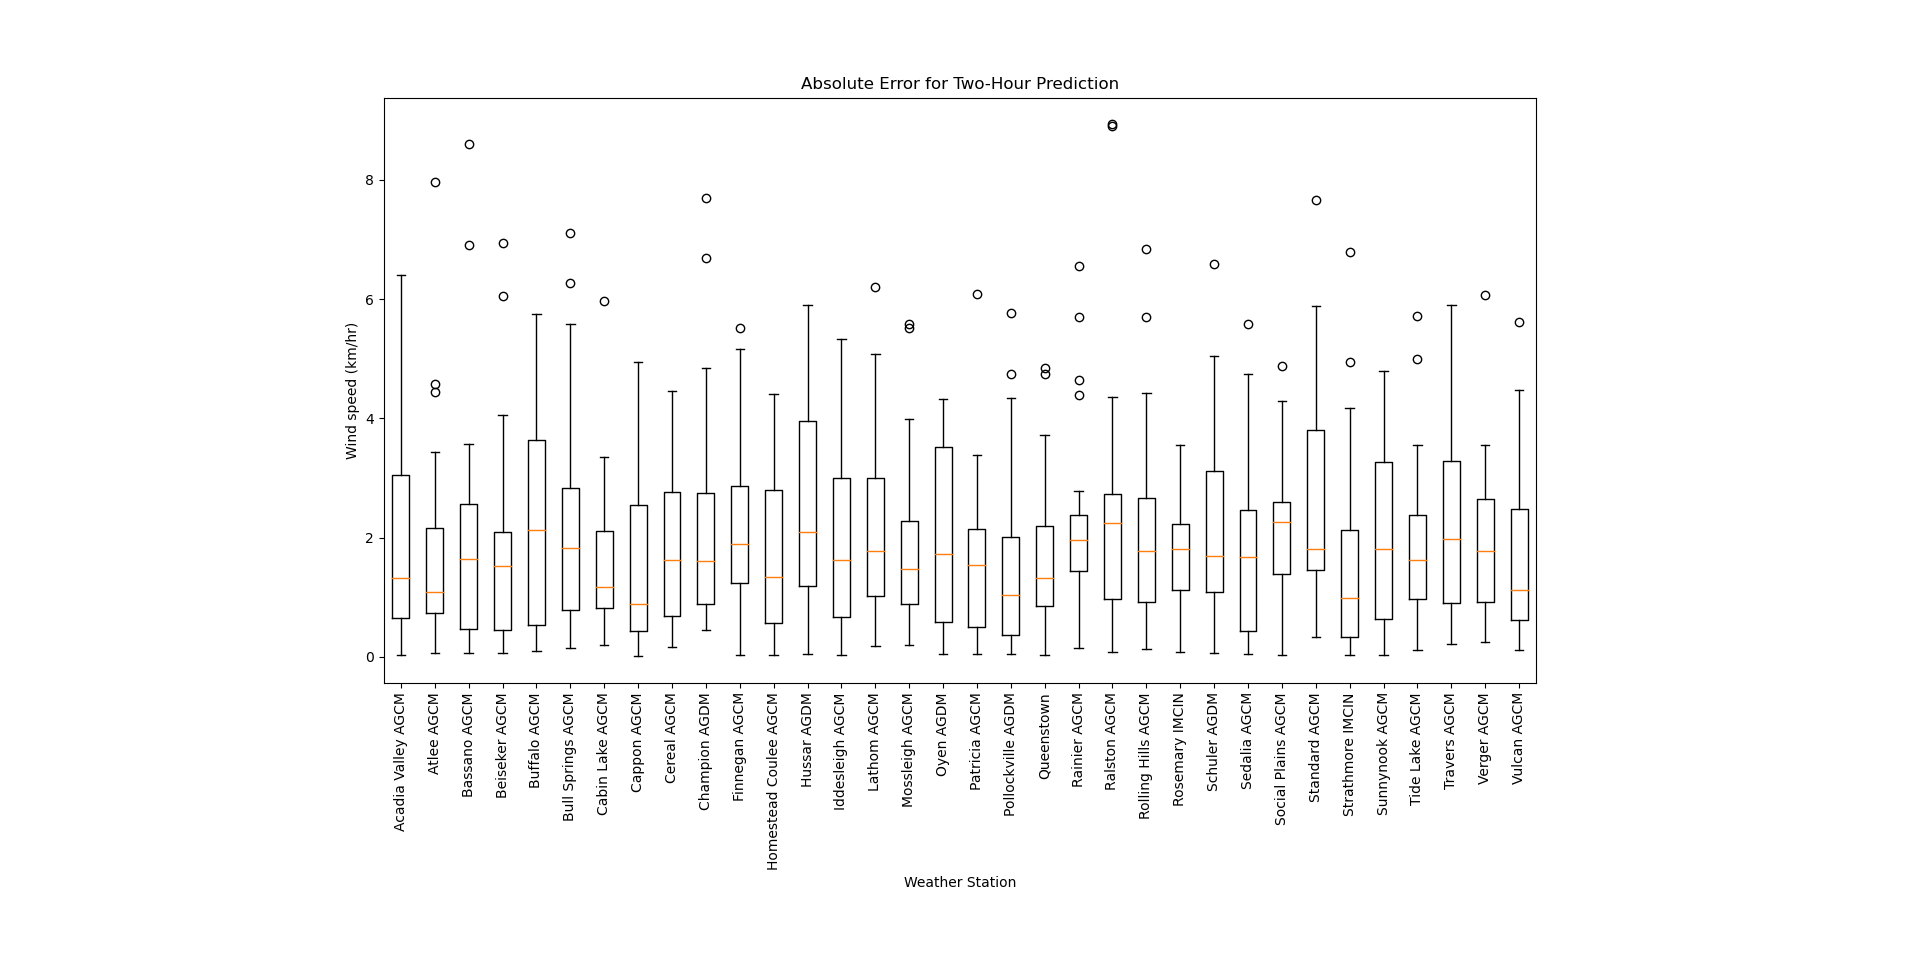 Absolute Error for Two-Hour Prediction
Wind speed (km/hr)
8
6
4
2
0
Acadia Valley AGCM
Atlee AGCM
Bassano AGCM
Beiseker AGCM
Buffalo AGCM
Bull Springs AGCM
Cabin Lake AGCM
Cappon AGCM
Cereal AGCM
Champion AGDM
Finnegan AGCM
Homestead Coulee AGCM
Hussar AGDM
Iddesleigh AGCM
Lathom AGCM
Mossleigh AGCM
Oyen AGDM
Patricia AGCM
Pollockville AGDM
Queenstown
Rainier AGCM
Ralston AGCM
Rolling Hills AGCM
Rosemary IMCIN
Schuler AGDM
Sedalia AGCM
Social Plains AGCM
Standard AGCM
Strathmore IMCIN
Sunnynook AGCM
Tide Lake AGCM
Travers AGCM
Verger AGCM
Vulcan AGCM
Weather Station